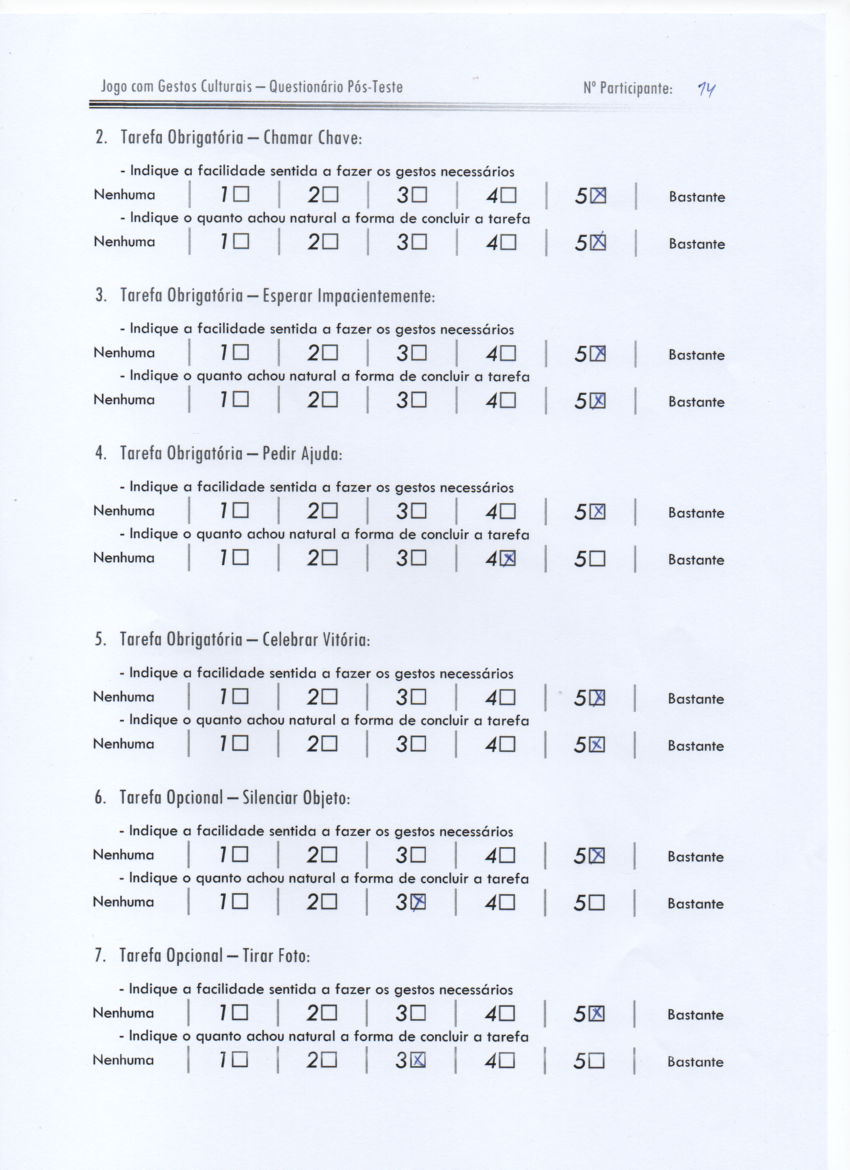 Jogo com Gestos Culturais – Questionário Pós-Teste Nº Participante: 14
2. Tarefa Obrigatória – Chamar Chave:
- Indique a facilidade sentida a fazer os gestos necessários
Nenhuma | 1☐ | 2☐ | 3☐ | 4☐ | 5☒ | Bastante
- Indique o quanto achou natural a forma de concluir a tarefa
Nenhuma | 1☐ | 2☐ | 3☐ | 4☐ | 5☒ | Bastante
3. Tarefa Obrigatória – Esperar Impacientemente:
- Indique a facilidade sentida a fazer os gestos necessários
Nenhuma | 1☐ | 2☐ | 3☐ | 4☐ | 5☒ | Bastante
- Indique o quanto achou natural a forma de concluir a tarefa
Nenhuma | 1☐ | 2☐ | 3☐ | 4☐ | 5☒ | Bastante
4. Tarefa Obrigatória – Pedir Ajuda:
- Indique a facilidade sentida a fazer os gestos necessários
Nenhuma | 1☐ | 2☐ | 3☐ | 4☐ | 5☒ | Bastante
- Indique o quanto achou natural a forma de concluir a tarefa
Nenhuma | 1☐ | 2☐ | 3☐ | 4☒ | 5☐ | Bastante
5. Tarefa Obrigatória – Celebrar Vitória:
- Indique a facilidade sentida a fazer os gestos necessários
Nenhuma | 1☐ | 2☐ | 3☐ | 4☐ | 5☒ | Bastante
- Indique o quanto achou natural a forma de concluir a tarefa
Nenhuma | 1☐ | 2☐ | 3☐ | 4☐ | 5☒ | Bastante
6. Tarefa Opcional – Silenciar Objeto:
- Indique a facilidade sentida a fazer os gestos necessários
Nenhuma | 1☐ | 2☐ | 3☐ | 4☐ | 5☒ | Bastante
- Indique o quanto achou natural a forma de concluir a tarefa
Nenhuma | 1☐ | 2☐ | 3☒ | 4☐ | 5☐ | Bastante
7. Tarefa Opcional – Tirar Foto:
- Indique a facilidade sentida a fazer os gestos necessários
Nenhuma | 1☐ | 2☐ | 3☐ | 4☐ | 5☒ | Bastante
- Indique o quanto achou natural a forma de concluir a tarefa
Nenhuma | 1☐ | 2☐ | 3☒ | 4☐ | 5☐ | Bastante